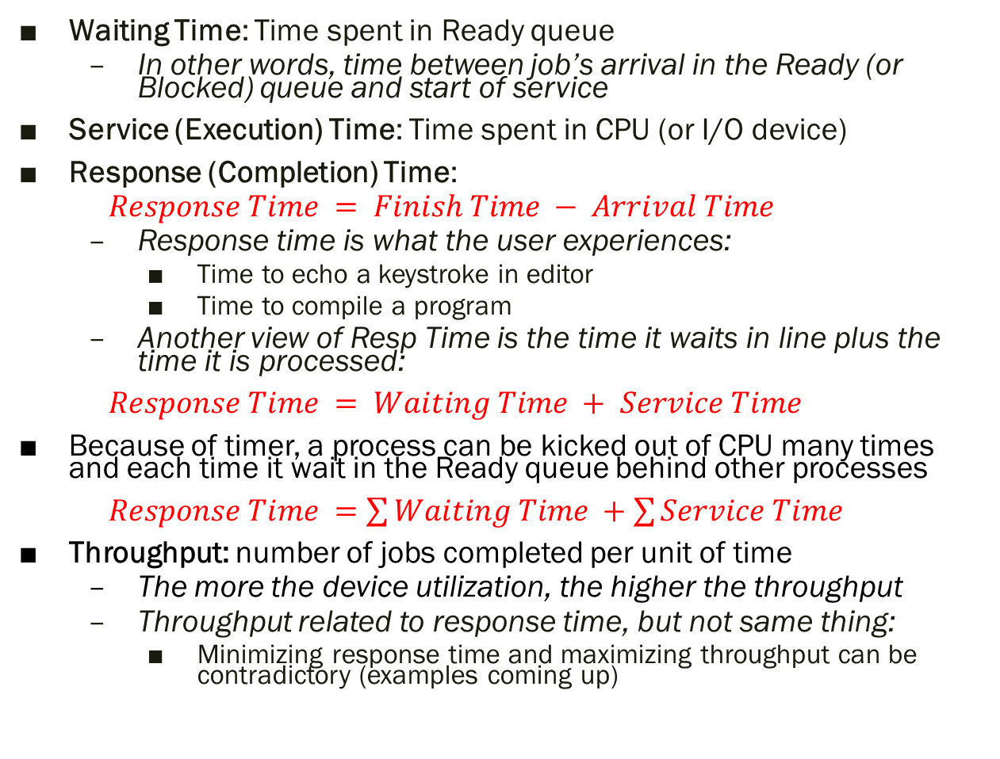 ■ Waiting Time: Time spent in Ready queue
– In other words, time between job’s arrival in the Ready (or
Blocked) queue and start of service
■ Service (Execution) Time: Time spent in CPU (or I/O device)
■ Response (Completion) Time:
Response Time = Finish Time − Arrival Time
– Response time is what the user experiences:
■ Time to echo a keystroke in editor
■ Time to compile a program
– Another view of Resp Time is the time it waits in line plus the
time it is processed:
Response Time = Waiting Time + Service Time
■ Because of timer, a process can be kicked out of CPU many times
and each time it wait in the Ready queue behind other processes
Response Time = ∑ Waiting Time + ∑ Service Time
■ Throughput: number of jobs completed per unit of time
– The more the device utilization, the higher the throughput
– Throughput related to response time, but not same thing:
■ Minimizing response time and maximizing throughput can be
contradictory (examples coming up)